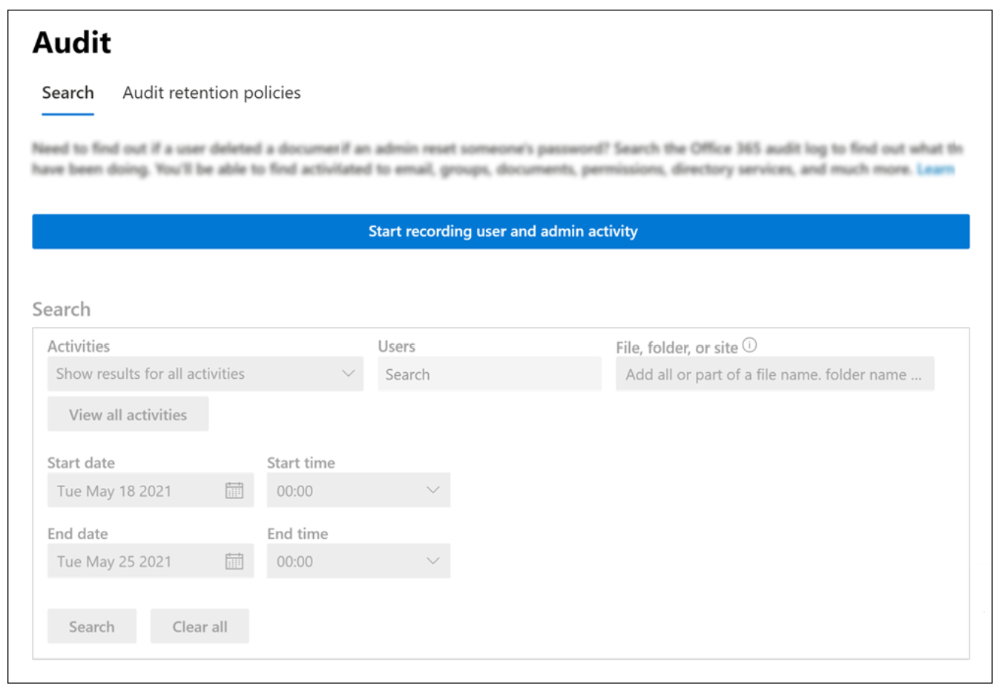 Audit
Search Audit retention policies
Need to find out if a user deleted a documerif an admin reset someone's password? Search the Office 365 audit log to find out what th
have been doing. You'll be able to find activilated to email, groups, documents, permissions, directory services, and much more. Learn
Start recording user and admin activity
Search
Activities Users File, folder, or site
Show results for all activities Search Add all or part of a file name. folder name ...
View all activities
Start date Start time
Tue May 18 2021 00:00
End date End time
Tue May 25 2021 00:00
Search Clear all